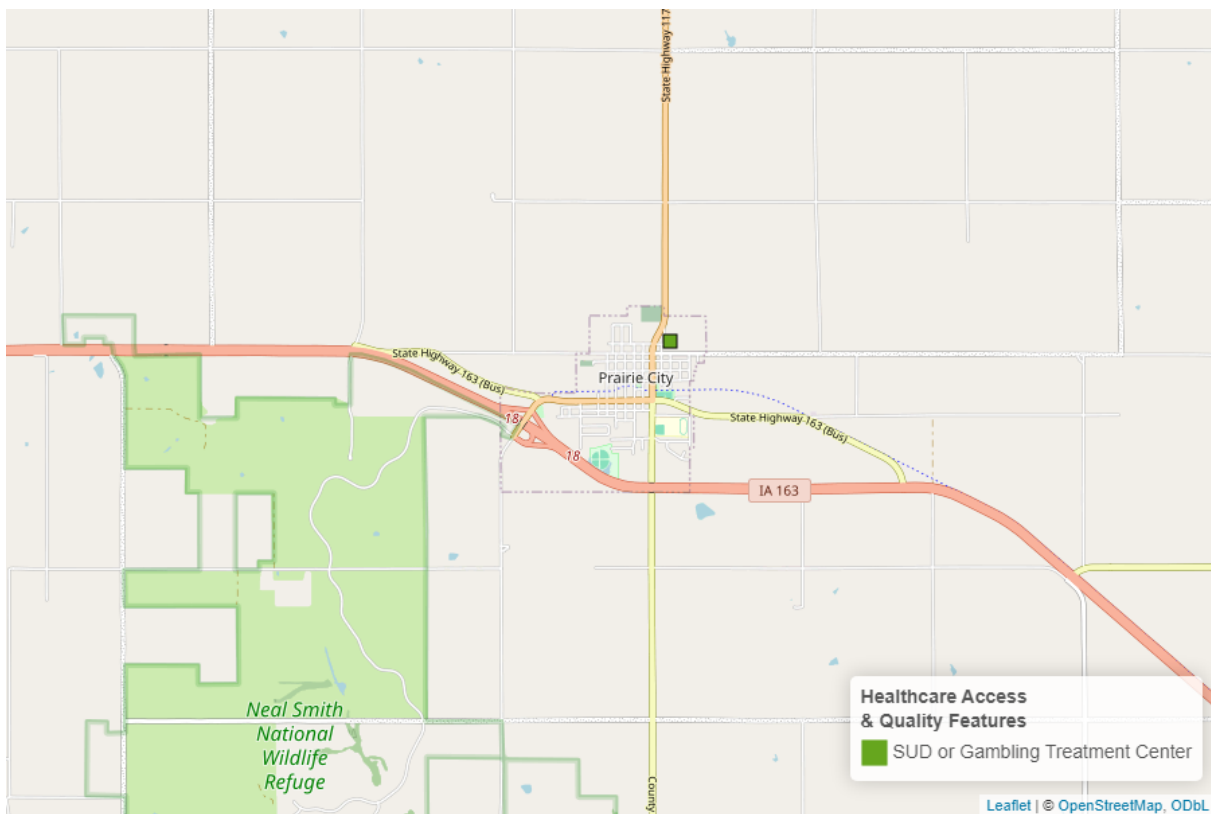 State Highway 117
State Highway 163 (Bus)
Prairie City
18
State Highway 163 (Bus)
18
IA 163
Neal Smith
National
Wildlife
Refuge
County
Healthcare Access
& Quality Features
SUD or Gambling Treatment Center
Leaflet | © OpenStreetMap, ODbL